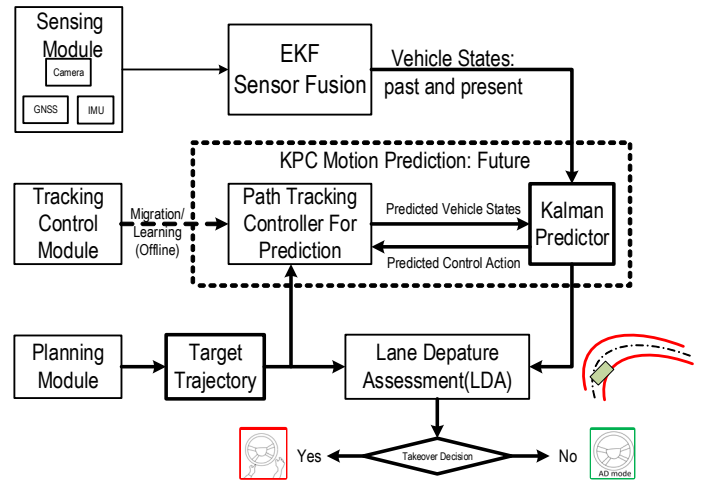 Sensing
Module
Camera
GNSS
IMU
EKF
Sensor Fusion
Vehicle States:
past and present
KPC Motion Prediction: Future
Tracking
Control
Module
Migration/
Learning
(Offline)
Path Tracking
Controller For
Prediction
Predicted Vehicle States
Predicted Control Action
Kalman
Predictor
Planning
Module
Target
Trajectory
Lane Depature
Assessment(LDA)
Yes
Takeover Decision
No
AD mode